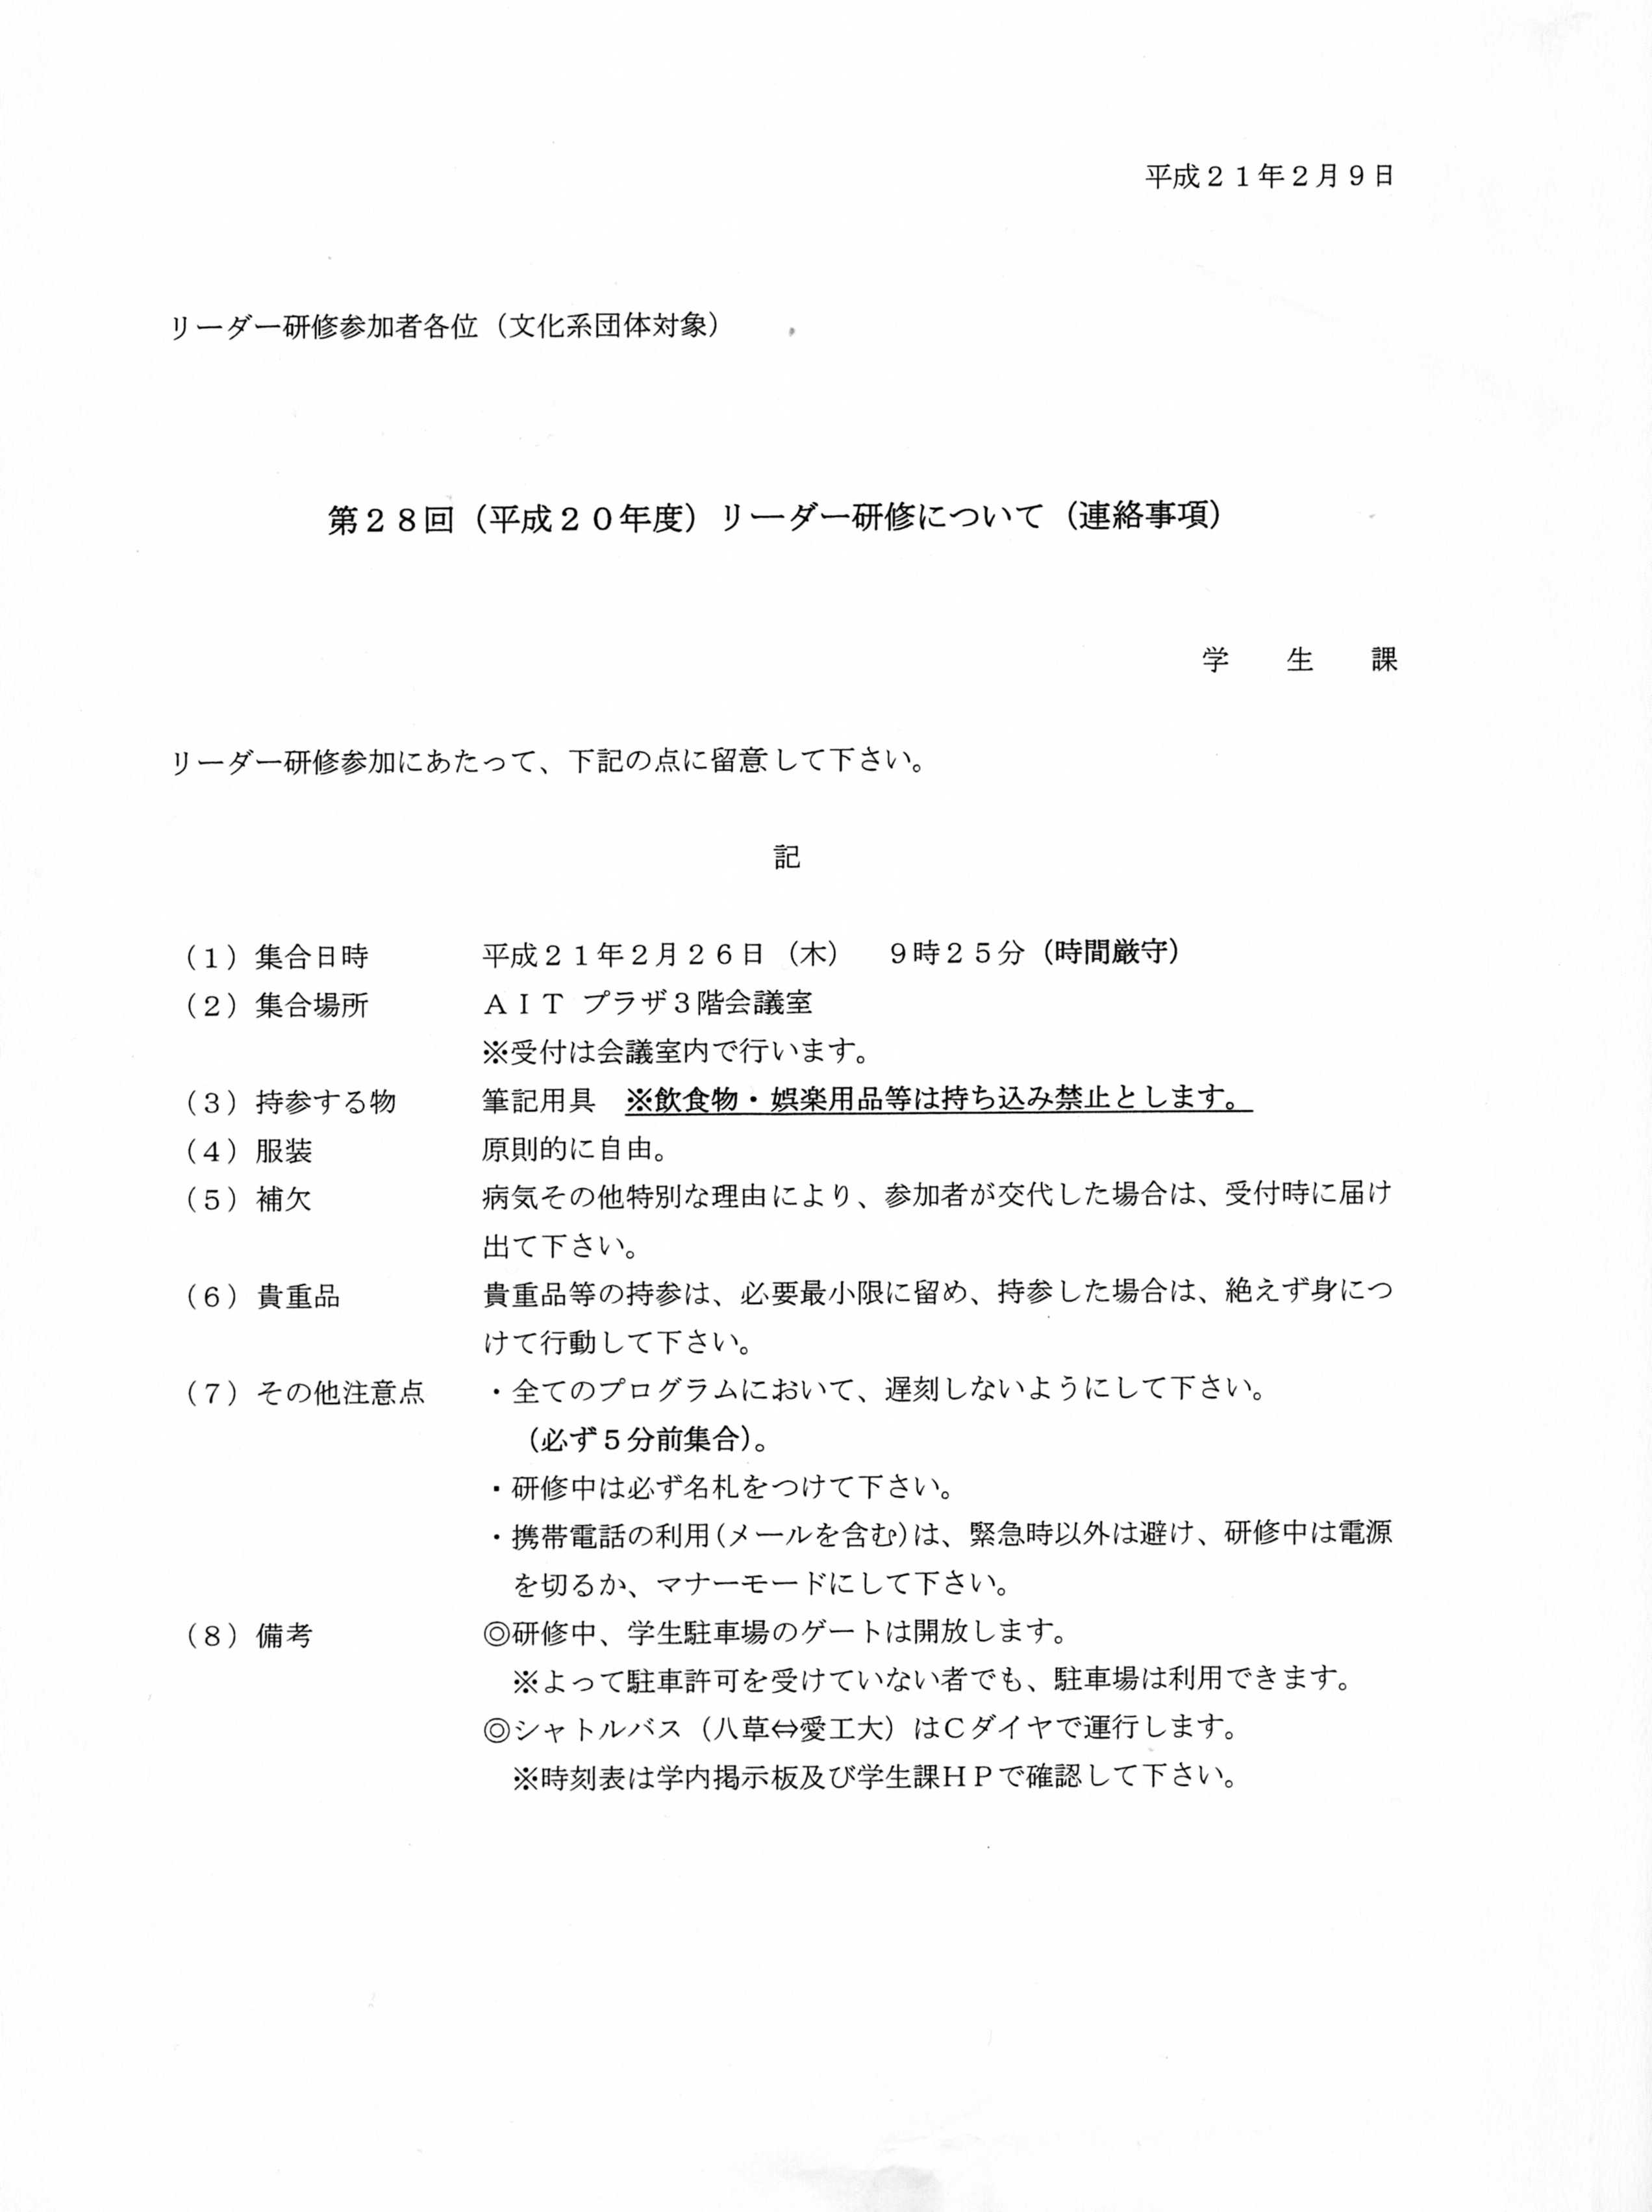 平成２１年２月９日
リーダー研修参加者各位（文化系団体対象）
第２８回（平成２０年度）リーダー研修について（連絡事項）
学　生　課
リーダー研修参加にあたって、下記の点に留意して下さい。
記
（１）集合日時　平成２１年２月２６日（木）　９時２５分（時間厳守）
（２）集合場所　ＡＩＴ プラザ３階会議室
※受付は会議室内で行います。
（３）持参する物　筆記用具　※飲食物・娯楽用品等は持ち込み禁止とします。
（４）服装　原則的に自由。
（５）補欠　病気その他特別な理由により、参加者が交代した場合は、受付時に届け
出て下さい。
（６）貴重品　貴重品等の持参は、必要最小限に留め、持参した場合は、絶えず身につ
けて行動して下さい。
（７）その他注意点　・全てのプログラムにおいて、遅刻しないようにして下さい。
（必ず５分前集合）。
・研修中は必ず名札をつけて下さい。
・携帯電話の利用(メールを含む)は、緊急時以外は避け、研修中は電源
を切るか、マナーモードにして下さい。
（８）備考　◎研修中、学生駐車場のゲートは開放します。
※よって駐車許可を受けていない者でも、駐車場は利用できます。
◎シャトルバス（八草⇔愛工大）はＣダイヤで運行します。
※時刻表は学内掲示板及び学生課ＨＰで確認して下さい。